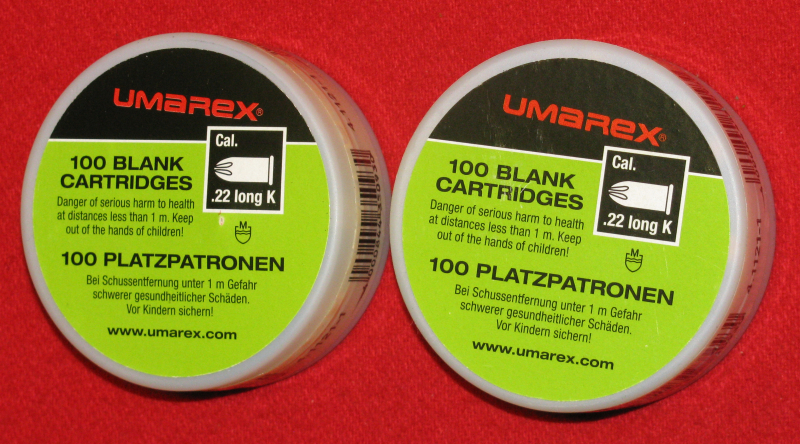 UMAREX®
100 BLANK
CARTRIDGES
Cal.
.22 long K
Danger of serious harm to health
at distances less than 1 m. Keep
out of the hands of children!
M
100 PLATZPATRONEN
Bei Schussentfernung unter 1 m Gefahr
schwerer gesundheitlicher Schäden.
Vor Kindern sichern!
www.umarex.com
UMAREX®
100 BLANK
CARTRIDGES
Cal.
.22 long K
Danger of serious harm to health
at distances less than 1 m. Keep
out of the hands of children!
M
100 PLATZPATRONEN
Bei Schussentfernung unter 1 m Gefahr
schwerer gesundheitlicher Schäden.
Vor Kindern sichern!
www.umarex.com
4.1121-1